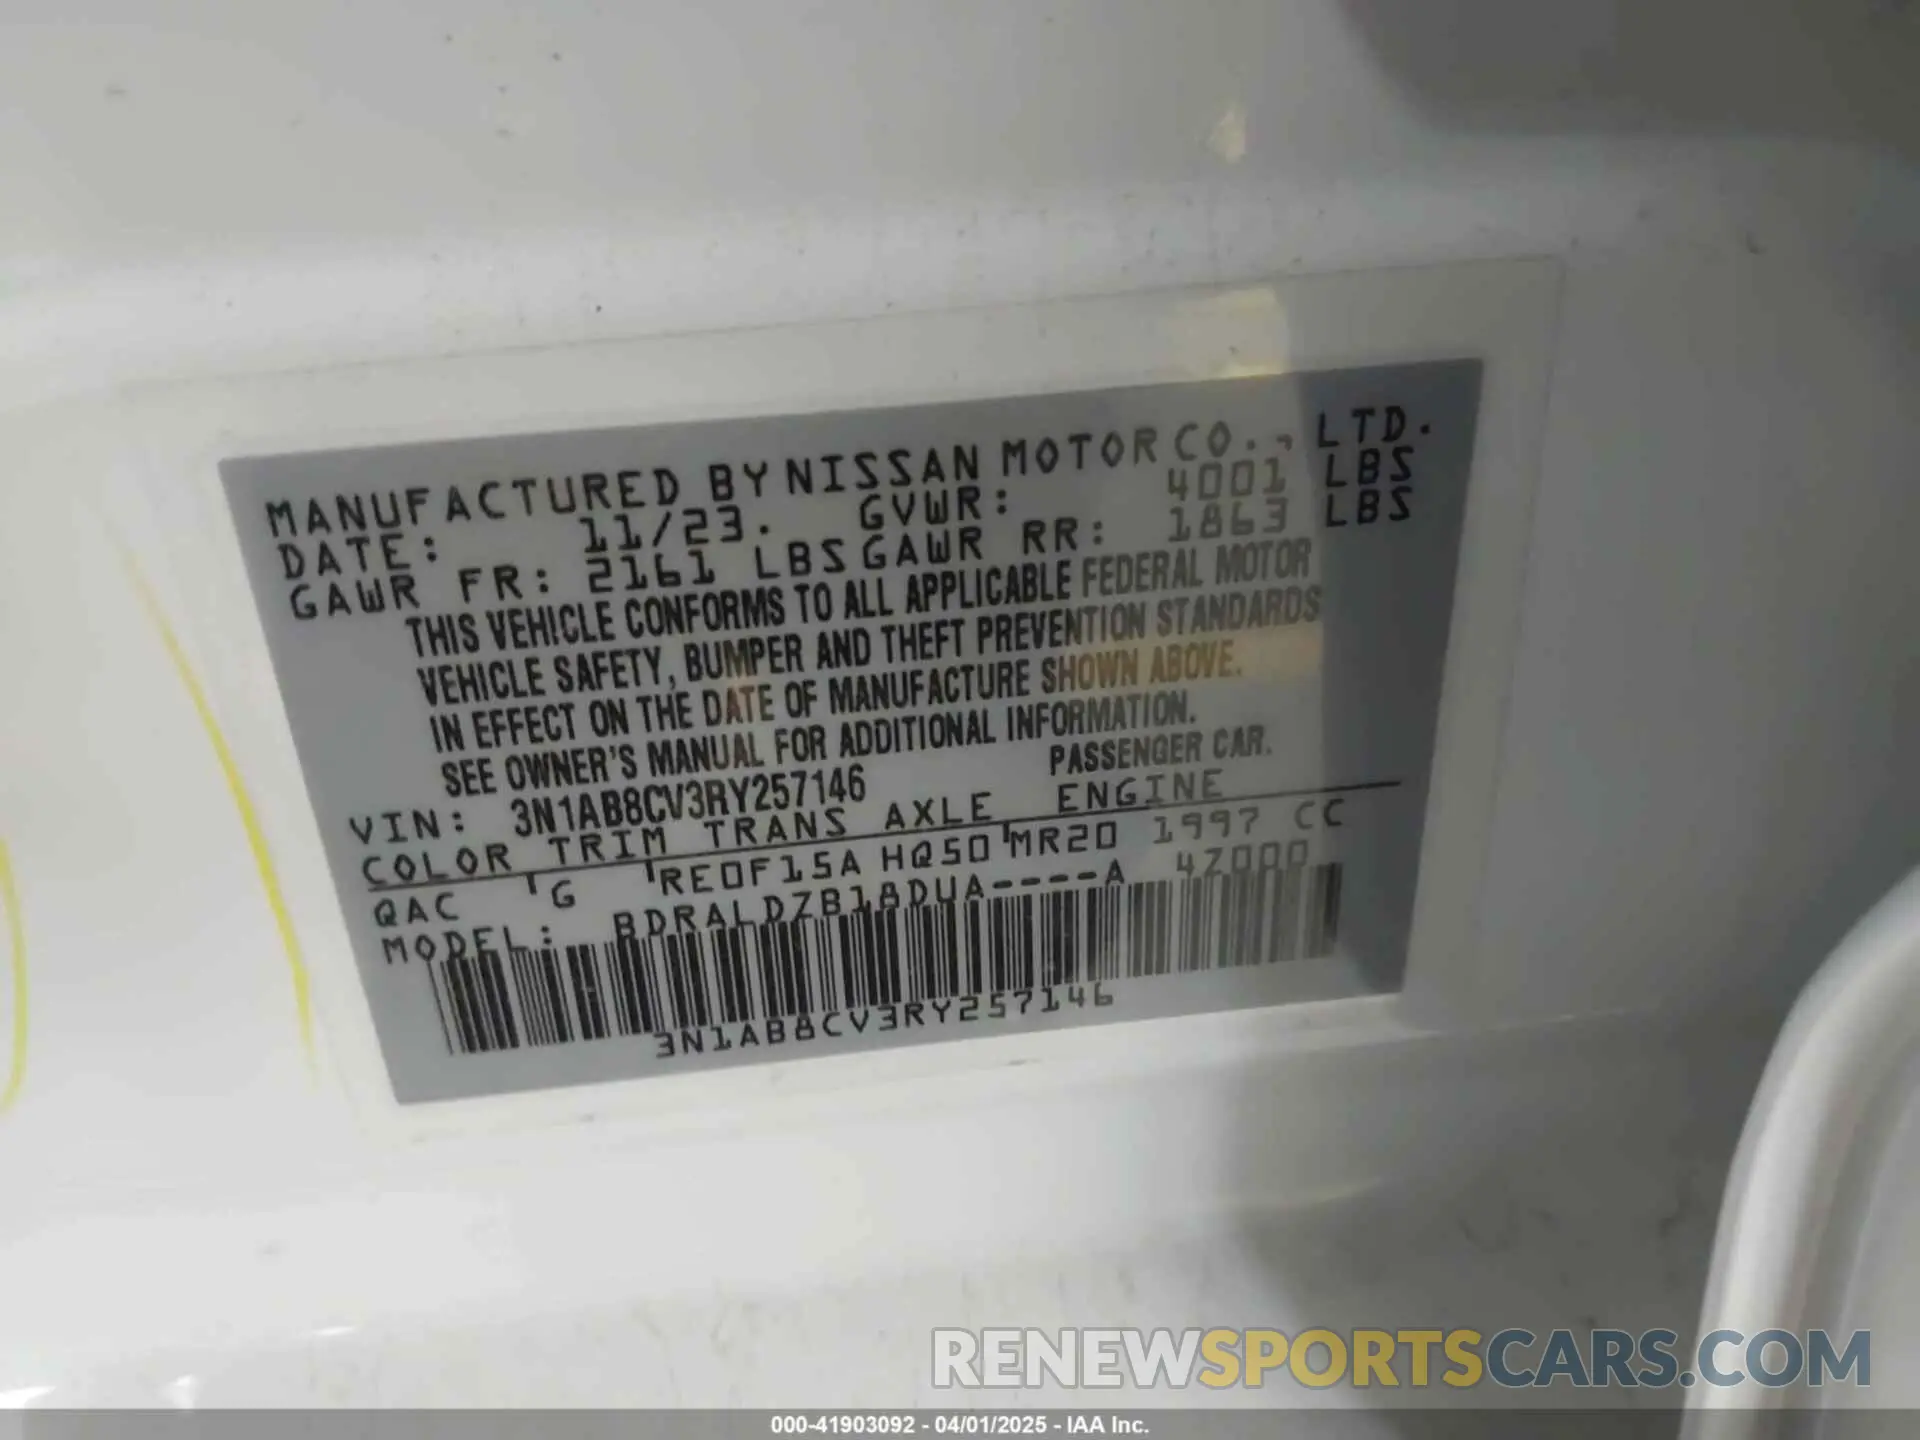 MANUFACTURED BY NISSAN MOTOR CO., LTD.
DATE: 11/23. GVWR: 4001 LBS
GAWR FR: 2161 LBS GAWR RR: 1863 LBS
THIS VEHICLE CONFORMS TO ALL APPLICABLE FEDERAL MOTOR
VEHICLE SAFETY, BUMPER AND THEFT PREVENTION STANDARDS
IN EFFECT ON THE DATE OF MANUFACTURE SHOWN ABOVE.
SEE OWNER'S MANUAL FOR ADDITIONAL INFORMATION.
VIN: 3N1AB8CV3RY257146 PASSENGER CAR.
COLOR TRIM TRANS AXLE ENGINE
QAC G RE0F15A HQ50 MR20 1997 CC
MODEL: BDRALDZB18DUA----A 4Z000
3N1AB8CV3RY257146
RENEWSPORTSCARS.COM
000-41903092 - 04/01/2025 - IAA Inc.